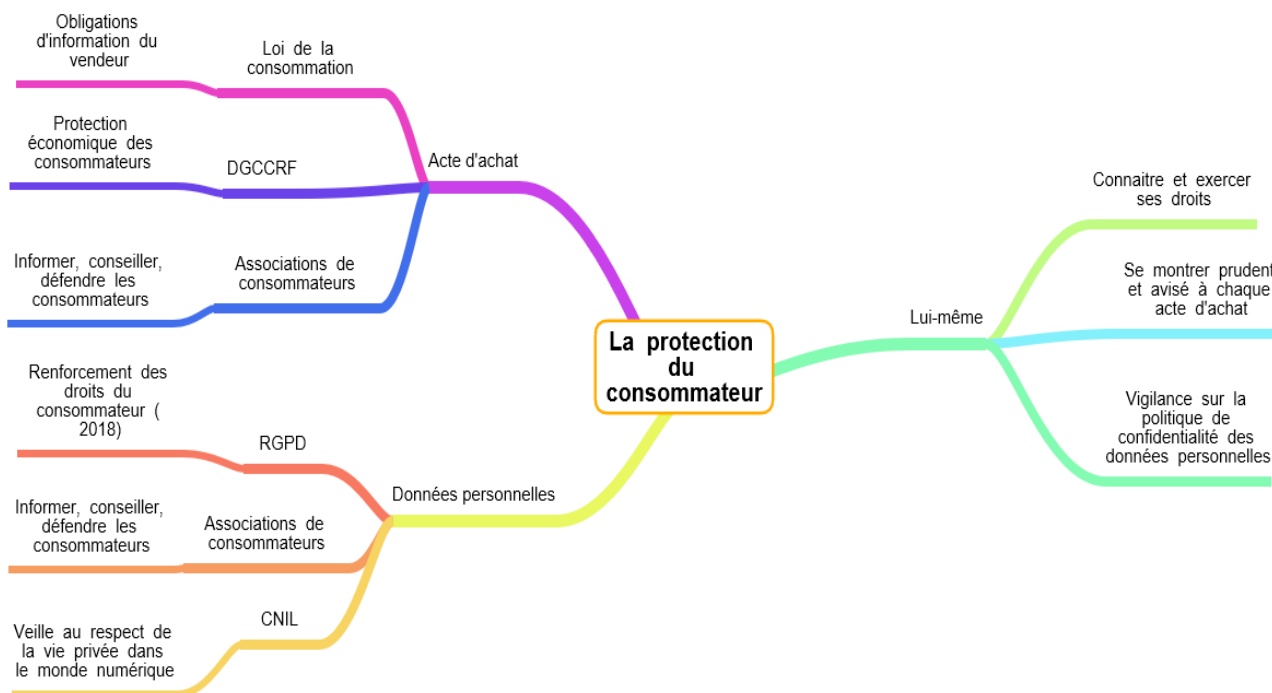 Obligations
d'information du
vendeur
Loi de la
consommation
Protection
économique des
consommateurs
DGCCRF
Acte d'achat
Informer, conseiller,
défendre les
consommateurs
Associations de
consommateurs
La protection
du
consommateur
Renforcement des
droits du
consommateur (
2018)
RGPD
Données personnelles
Informer, conseiller,
défendre les
consommateurs
Associations de
consommateurs
CNIL
Veille au respect de
la vie privée dans
le monde numérique
Lui-même
Connaitre et exercer
ses droits
Se montrer prudent
et avisé à chaque
acte d'achat
Vigilance sur la
politique de
confidentialité des
données personnelles